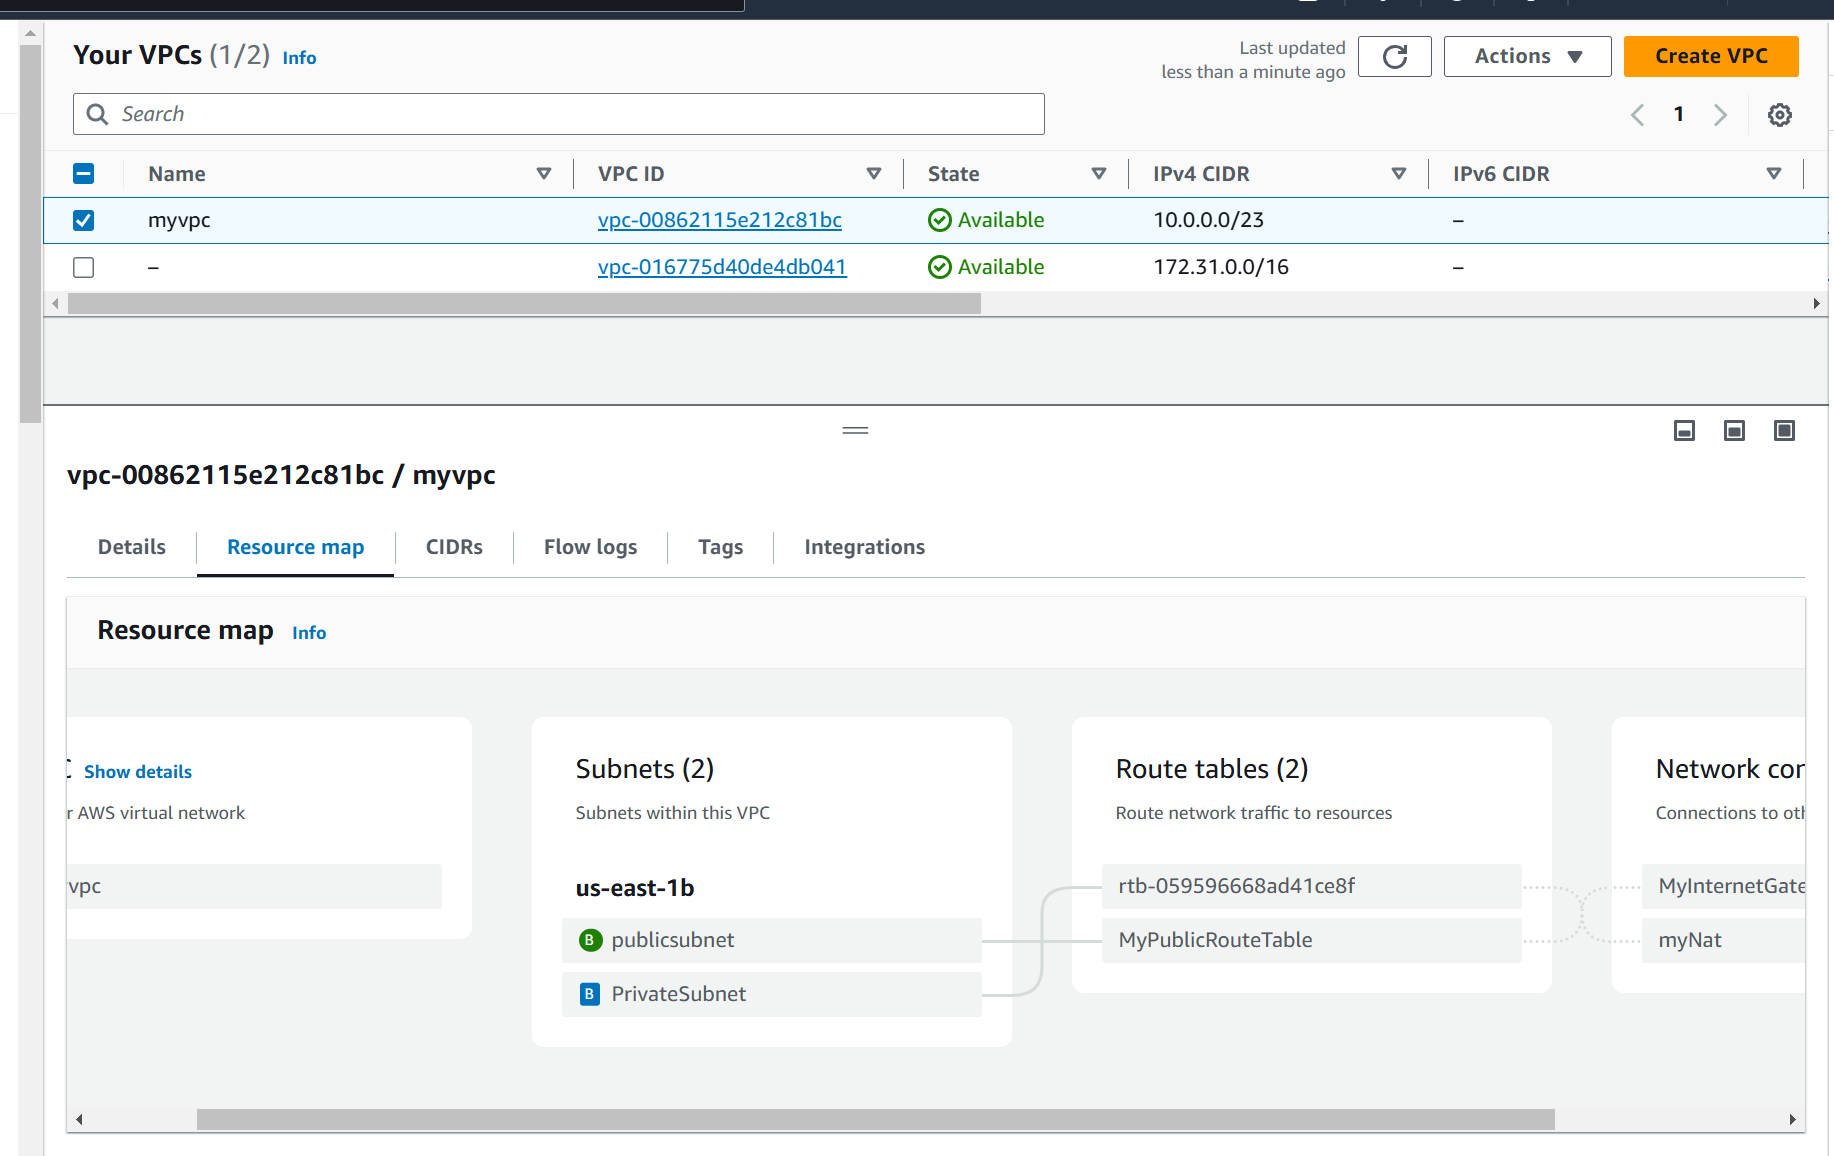 Your VPCs (1/2) Info
Last updated
less than a minute ago
Actions
Create VPC
Search
1
Name VPC ID State IPv4 CIDR IPv6 CIDR
myvpc vpc-00862115e212c81bc Available 10.0.0.0/23 –
– vpc-016775d40de4db041 Available 172.31.0.0/16 –
vpc-00862115e212c81bc / myvpc
Details Resource map CIDRs Flow logs Tags Integrations
Resource map Info
Show details
r AWS virtual network
vpc
Subnets (2)
Subnets within this VPC
us-east-1b
B publicsubnet
B PrivateSubnet
Route tables (2)
Route network traffic to resources
rtb-059596668ad41ce8f
MyPublicRouteTable
Network cor
Connections to oth
MyInternetGate
myNat